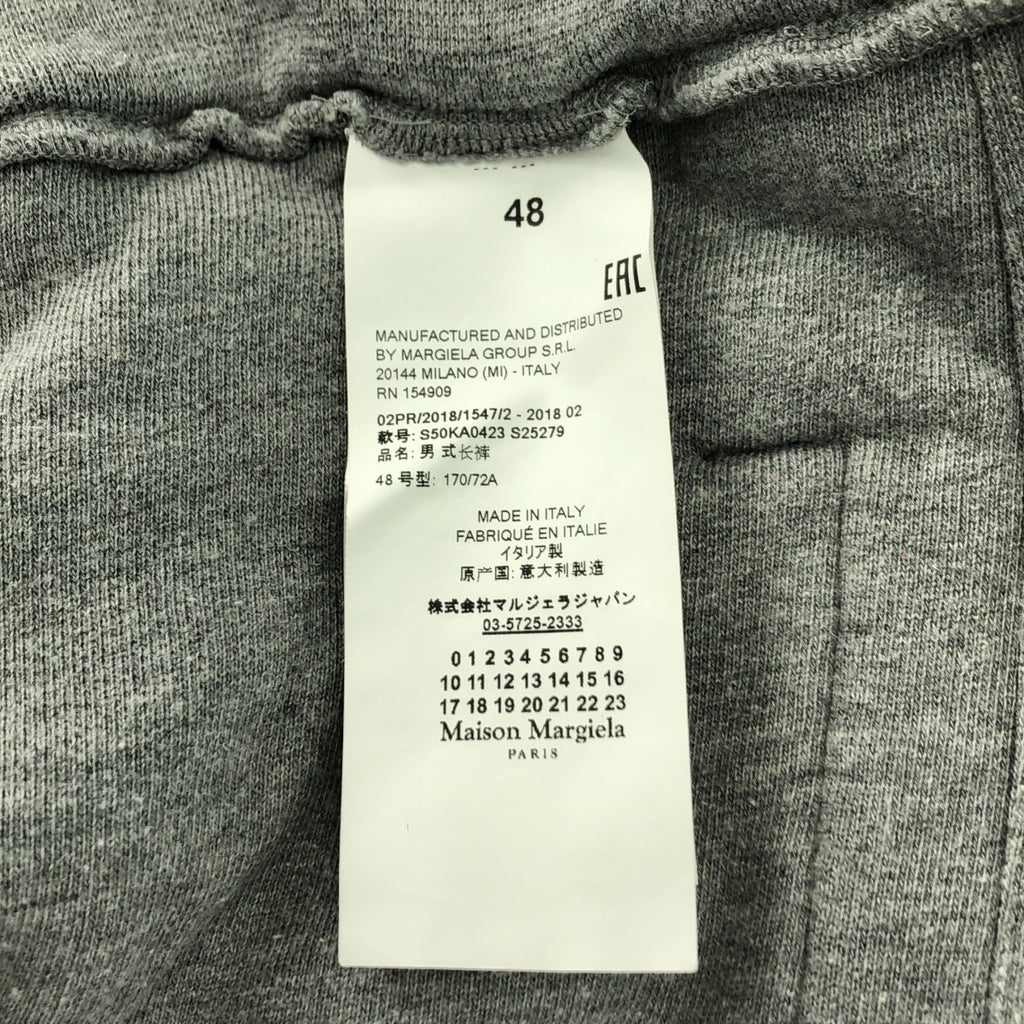 48
EAC
MANUFACTURED AND DISTRIBUTED
BY MARGIELA GROUP S.R.L.
20144 MILANO (MI) - ITALY
RN 154909
02PR/2018/1547/2 - 2018 02
款号: S50KA0423 S25279
品名: 男式长裤
48 号型: 170/72A
MADE IN ITALY
FABRIQUÉ EN ITALIE
イタリア製
原产国: 意大利製造
株式会社マルジェラジャパン
03-5725-2333
0 1 2 3 4 5 6 7 8 9
10 11 12 13 14 15 16
17 18 19 20 21 22 23
Maison Margiela
PARIS